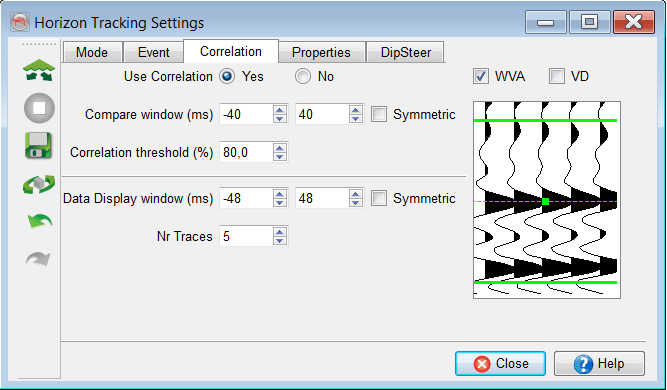 Horizon Tracking Settings
Mode Event Correlation Properties DipSteer
Use Correlation Yes No WVA VD
Compare window (ms) -40 40 Symmetric
Correlation threshold (%) 80,0
Data Display window (ms) -48 48 Symmetric
Nr Traces 5
Close Help